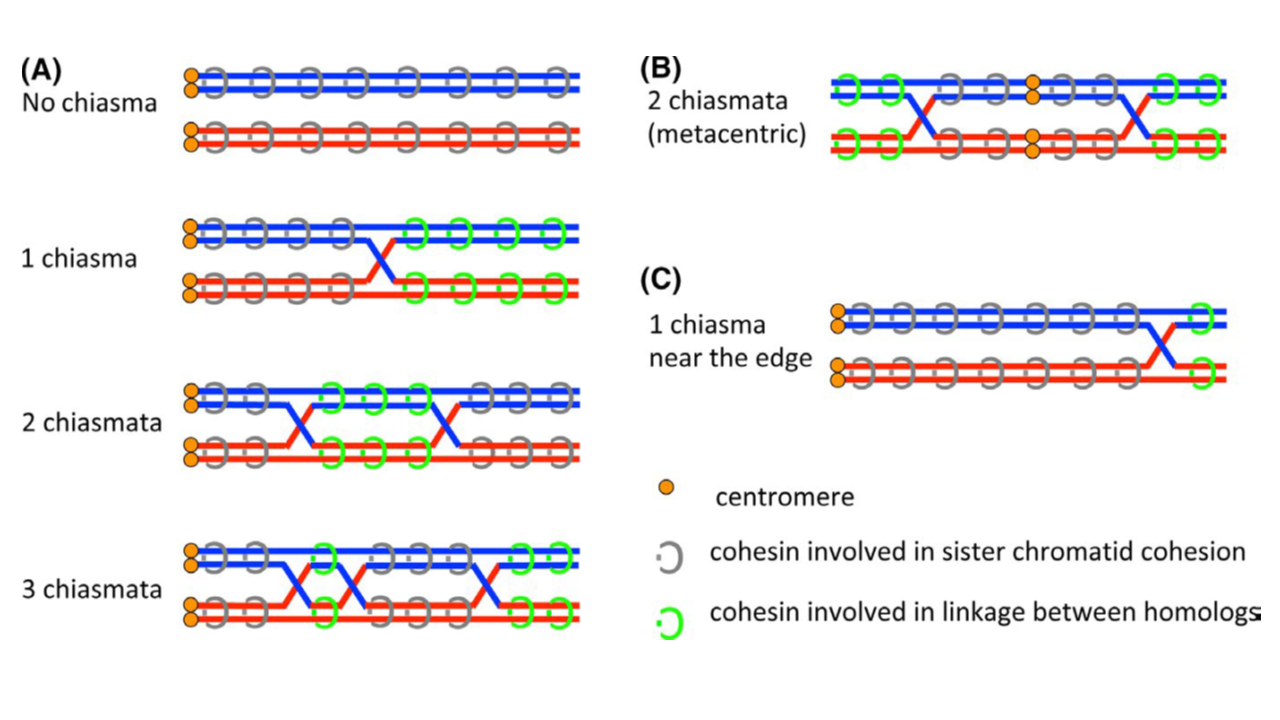 (A)
No chiasma
1 chiasma
2 chiasmata
3 chiasmata
(B)
2 chiasmata
(metacentric)
(C)
1 chiasma
near the edge
centromere
cohesin involved in sister chromatid cohesion
cohesin involved in linkage between homologs